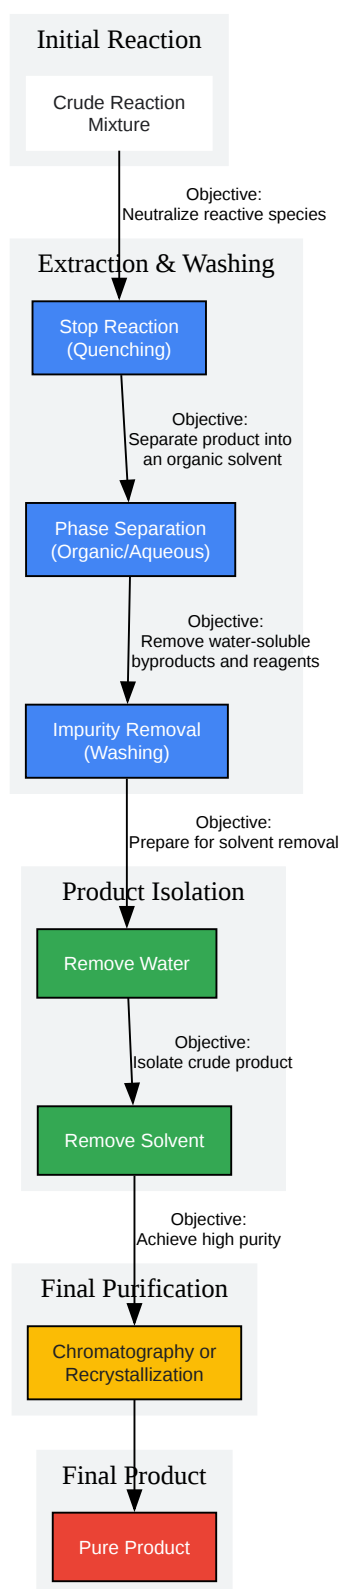 Initial Reaction
Crude Reaction
Mixture
Objective:
Neutralize reactive species
Extraction & Washing
Stop Reaction
(Quenching)
Objective:
Separate product into
an organic solvent
Phase Separation
(Organic/Aqueous)
Objective:
Remove water-soluble
byproducts and reagents
Impurity Removal
(Washing)
Objective:
Prepare for solvent removal
Product Isolation
Remove Water
Objective:
Isolate crude product
Remove Solvent
Objective:
Achieve high purity
Final Purification
Chromatography or
Recrystallization
Final Product
Pure Product